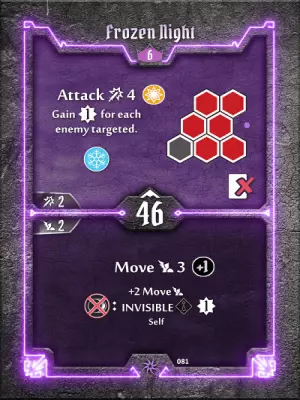 Frozen Night
6
Attack 4
Gain 1 for each
enemy targeted.
2
46
2
Move 3 +1
+2 Move
: INVISIBLE 1
Self
081